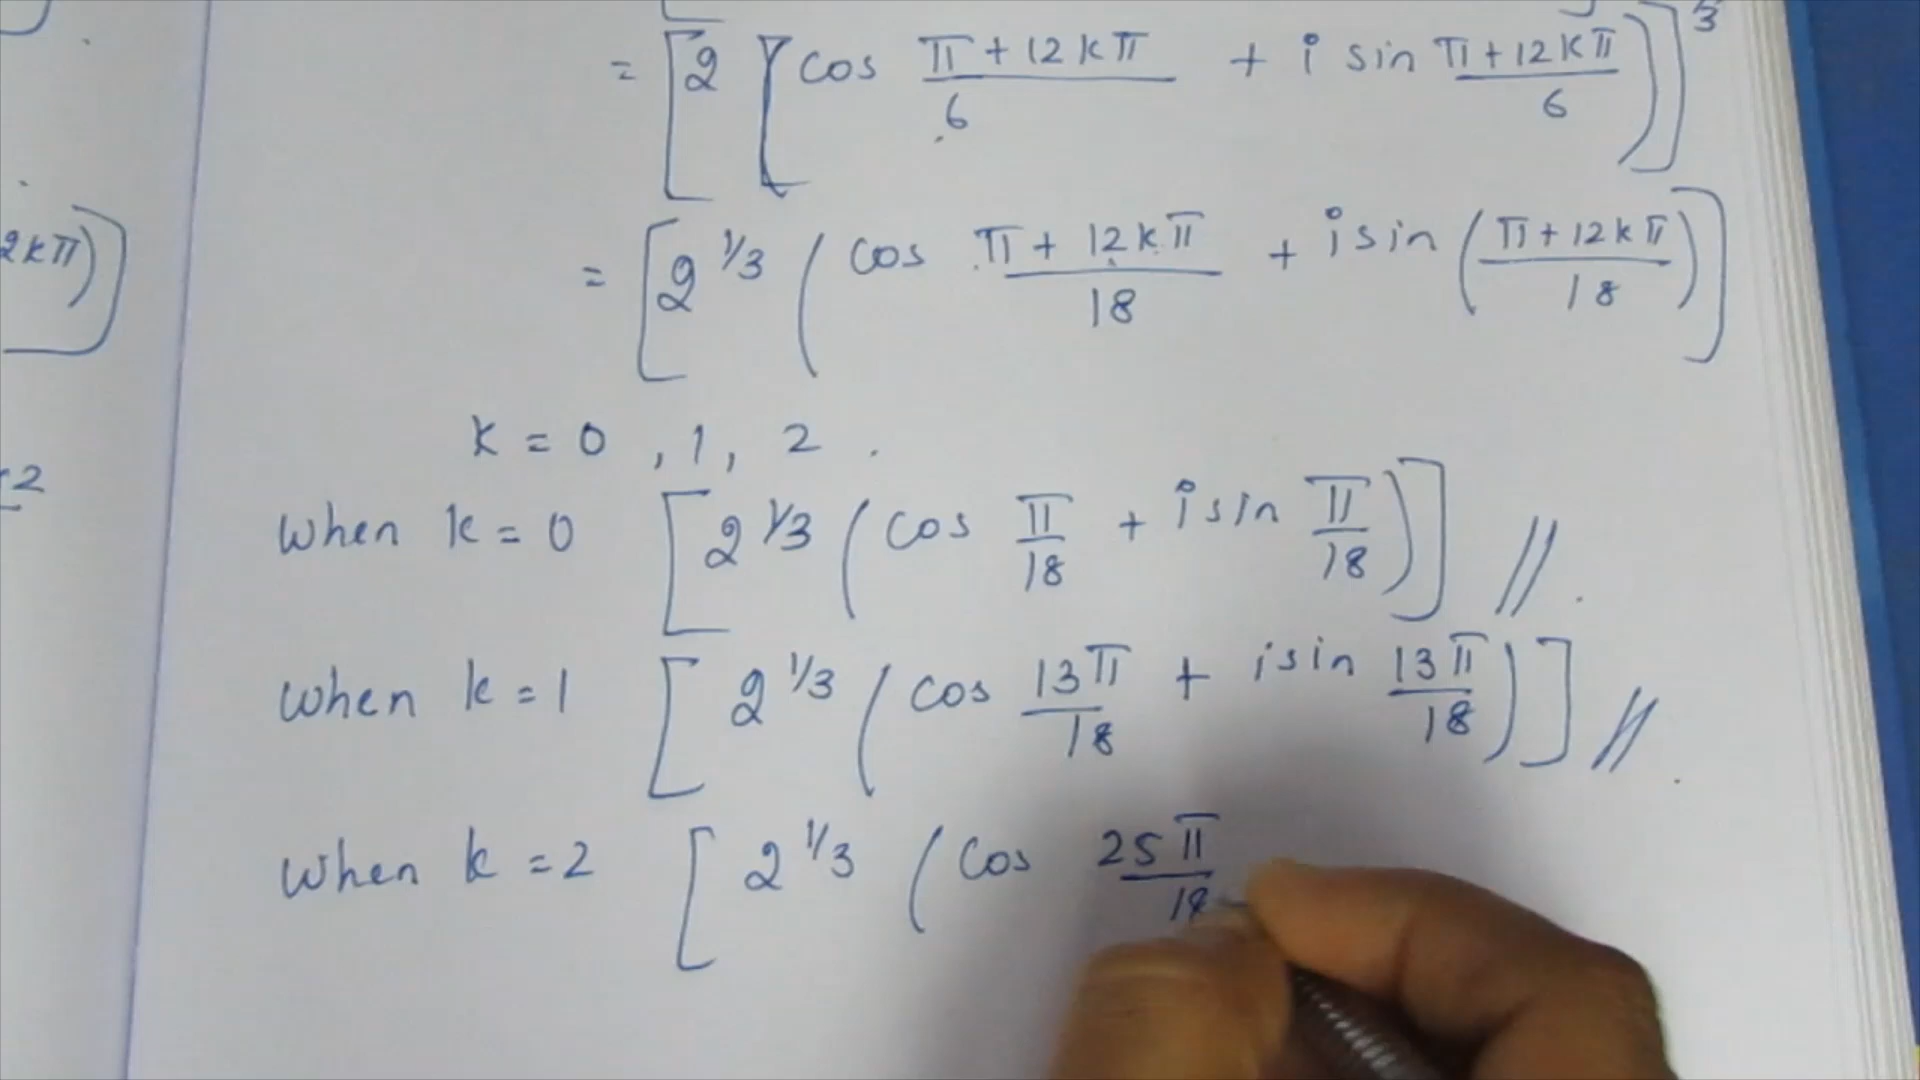 = [2 [cos π + 12kπ / 6 + i sin π + 12kπ / 6)]^3
= [2^1/3 (cos π + 12kπ / 18 + i sin (π + 12kπ / 18)]
2kπ)]
k = 0, 1, 2.
2
when k = 0 [2^1/3 (cos π/18 + i sin π/18)] //.
when k = 1 [2^1/3 (cos 13π/18 + i sin 13π/18)] //.
when k = 2 [2^1/3 (cos 25π/18